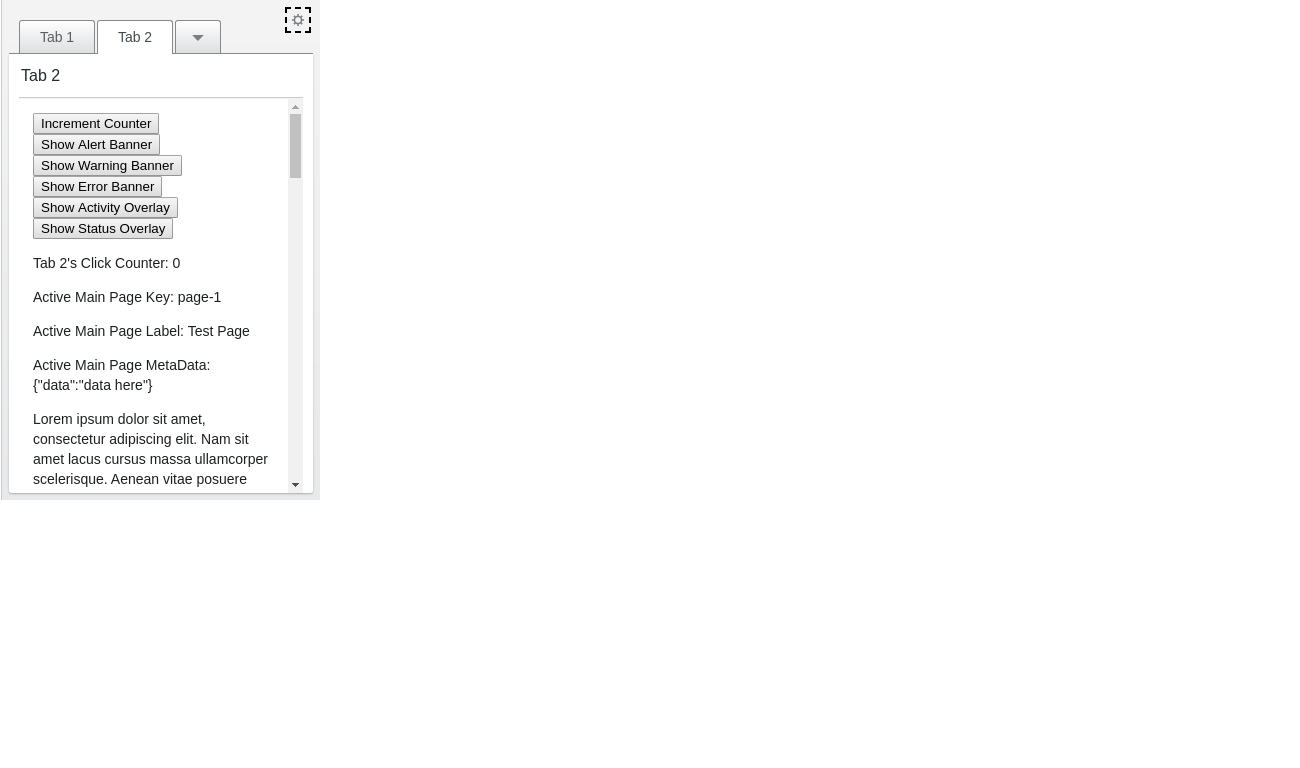 Tab 1
Tab 2
Tab 2
Increment Counter
Show Alert Banner
Show Warning Banner
Show Error Banner
Show Activity Overlay
Show Status Overlay
Tab 2's Click Counter: 0
Active Main Page Key: page-1
Active Main Page Label: Test Page
Active Main Page MetaData:
{"data":"data here"}
Lorem ipsum dolor sit amet,
consectetur adipiscing elit. Nam sit
amet lacus cursus massa ullamcorper
scelerisque. Aenean vitae posuere